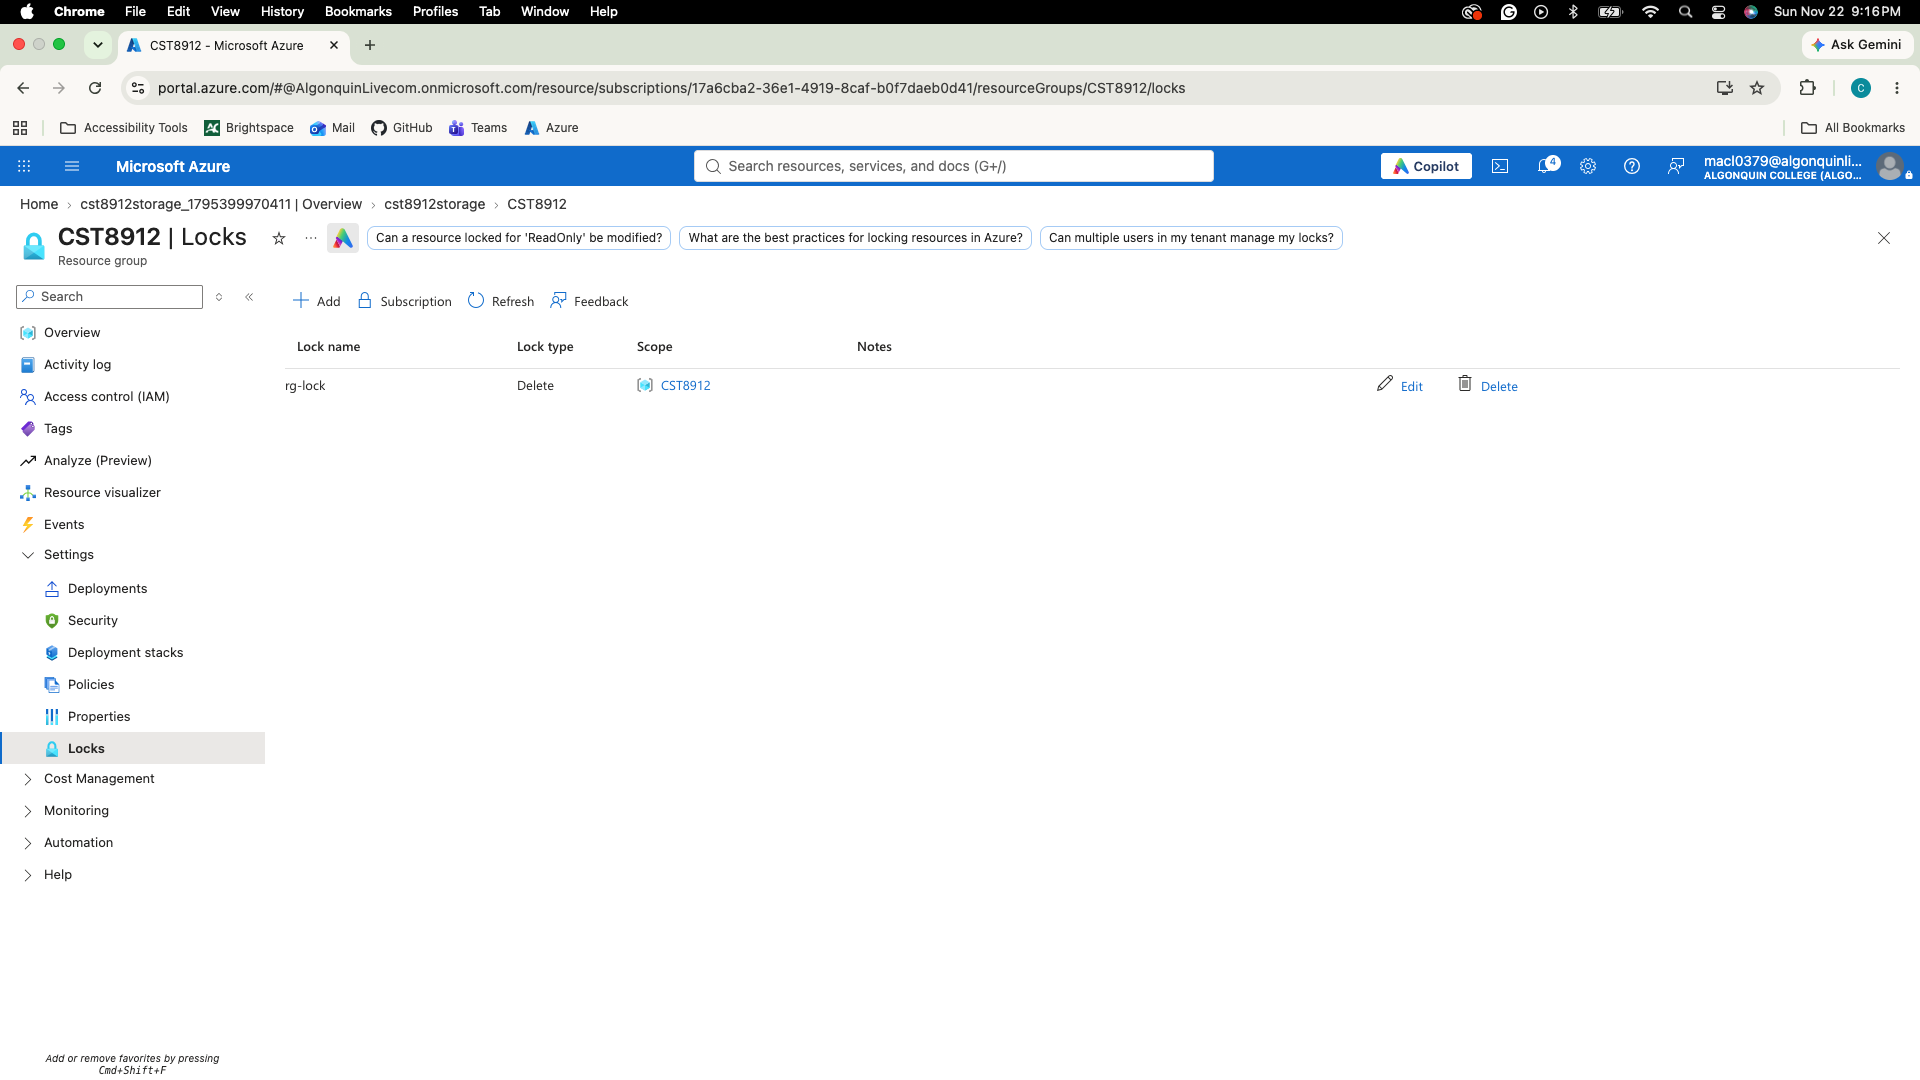 Chrome File Edit View History Bookmarks Profiles Tab Window Help Sun Nov 22 9:16 PM
CST8912 - Microsoft Azure Ask Gemini
portal.azure.com/#@AlgonquinLivecom.onmicrosoft.com/resource/subscriptions/17a6cba2-36e1-4919-8caf-b0f7daeb0d41/resourceGroups/CST8912/locks C
Accessibility Tools AC Brightspace Mail GitHub Teams Azure All Bookmarks
Microsoft Azure Search resources, services, and docs (G+/) Copilot 4 macl0379@algonquinli...
ALGONQUIN COLLEGE (ALGO...
Home > cst8912storage_1795399970411 | Overview > cst8912storage > CST8912
CST8912 | Locks ... Can a resource locked for 'ReadOnly' be modified? What are the best practices for locking resources in Azure? Can multiple users in my tenant manage my locks?
Resource group
Search Add Subscription Refresh Feedback
Overview
Activity log
Access control (IAM)
Tags
Analyze (Preview)
Resource visualizer
Events
Settings
Deployments
Security
Deployment stacks
Policies
Properties
Locks
Cost Management
Monitoring
Automation
Help
Lock name Lock type Scope Notes
rg-lock Delete CST8912 Edit Delete
Add or remove favorites by pressing
Cmd+Shift+F